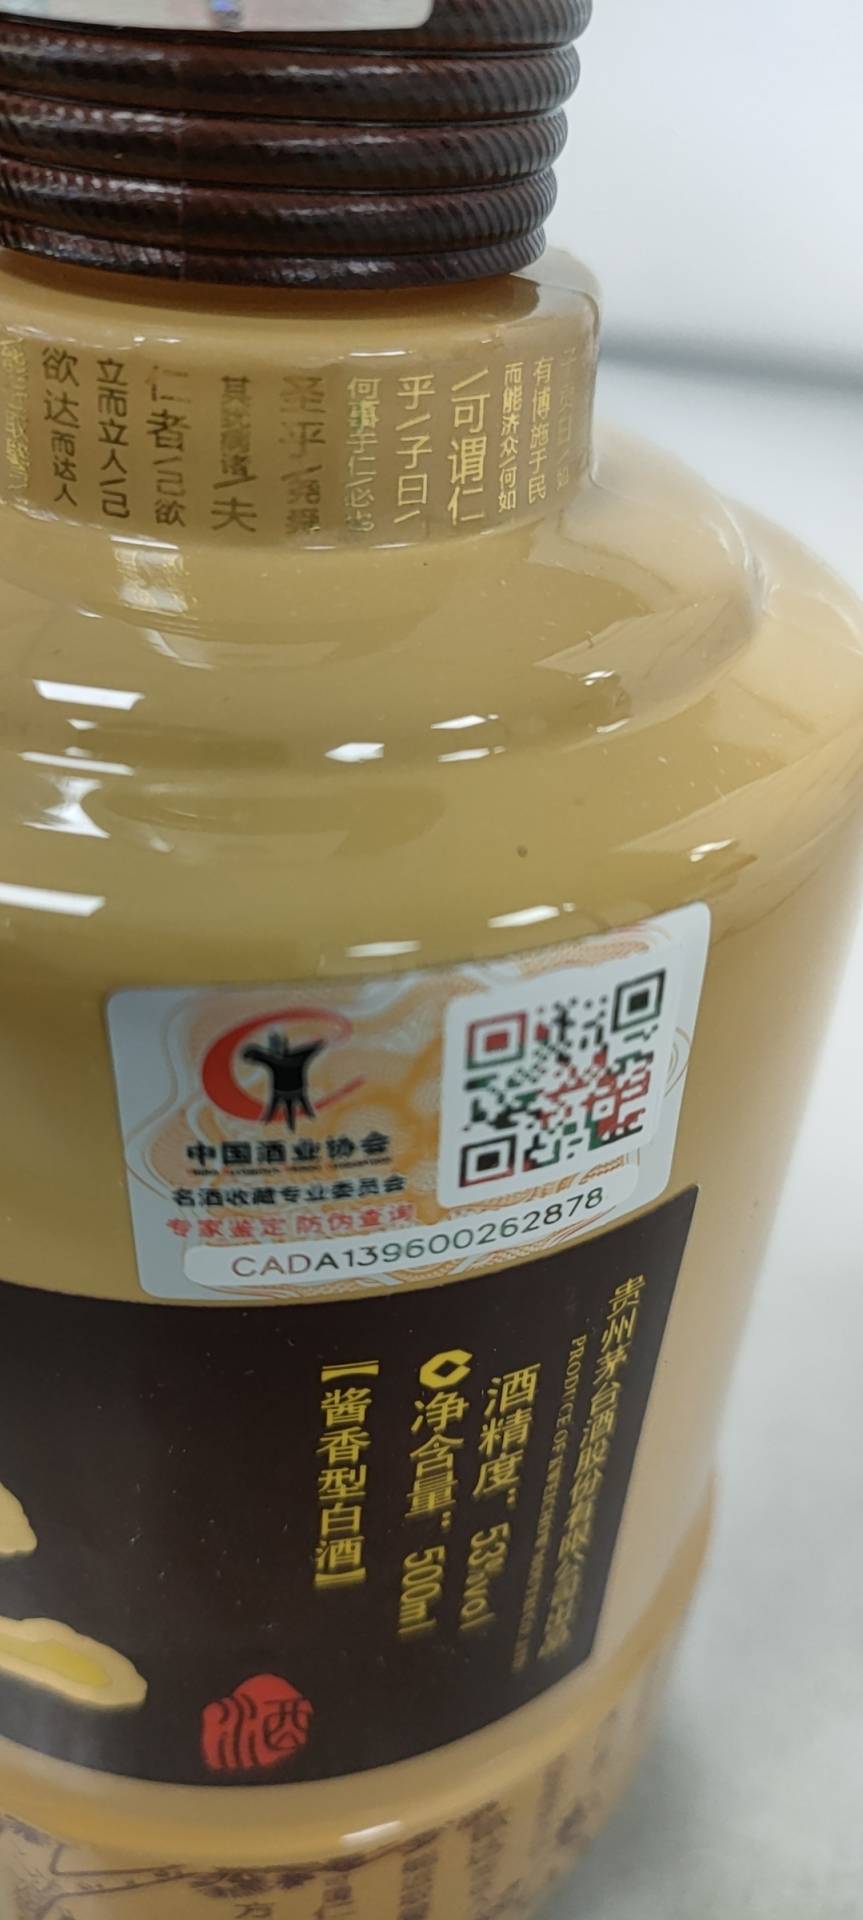 有博施于民
而能济众/何如
/可谓仁
乎/子曰/
何事于仁/必也
圣乎/尧舜
其犹病诸/夫
仁者/己欲
立而立人/己
欲达而达人
中国酒业协会
名酒收藏专业委员会
专家鉴定 防伪查询
CADA139600262878
贵州茅台酒股份有限公司出品
酒精度：53%vol
净含量：500ml
【酱香型白酒】
酒
方
仁